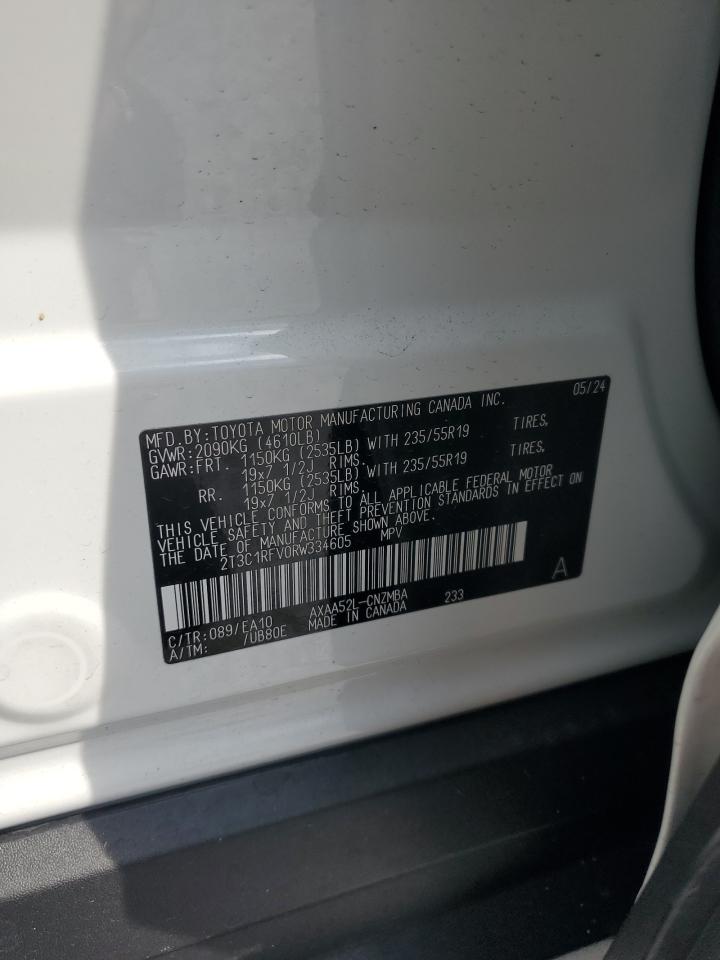 MFD.BY:TOYOTA MOTOR MANUFACTURING CANADA INC. 05/24
GVWR:2090KG (4610LB)
GAWR:FRT. 1150KG (2535LB) WITH 235/55R19 TIRES,
19x7 1/2J RIMS.
RR. 1150KG (2535LB) WITH 235/55R19 TIRES,
19x7 1/2J RIMS.
THIS VEHICLE CONFORMS TO ALL APPLICABLE FEDERAL MOTOR
VEHICLE SAFETY AND THEFT PREVENTION STANDARDS IN EFFECT ON
THE DATE OF MANUFACTURE SHOWN ABOVE.
2T3C1RFV0RW334605 MPV
A
C/TR:089/EA10 AXAA52L-CNZMBA 233
A/TM: /UB80E MADE IN CANADA